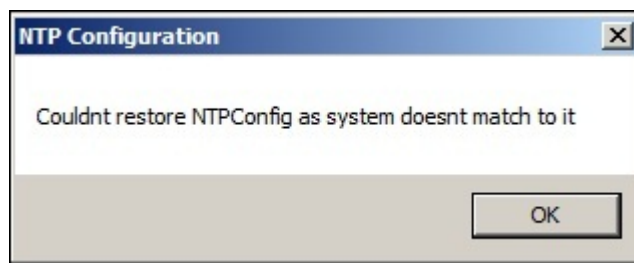 NTP Configuration
Couldnt restore NTPConfig as system doesnt match to it
OK